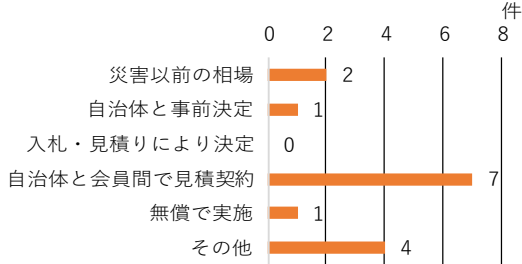 件
0 2 4 6 8
災害以前の相場 2
自治体と事前決定 1
入札・見積りにより決定 0
自治体と会員間で見積契約 7
無償で実施 1
その他 4